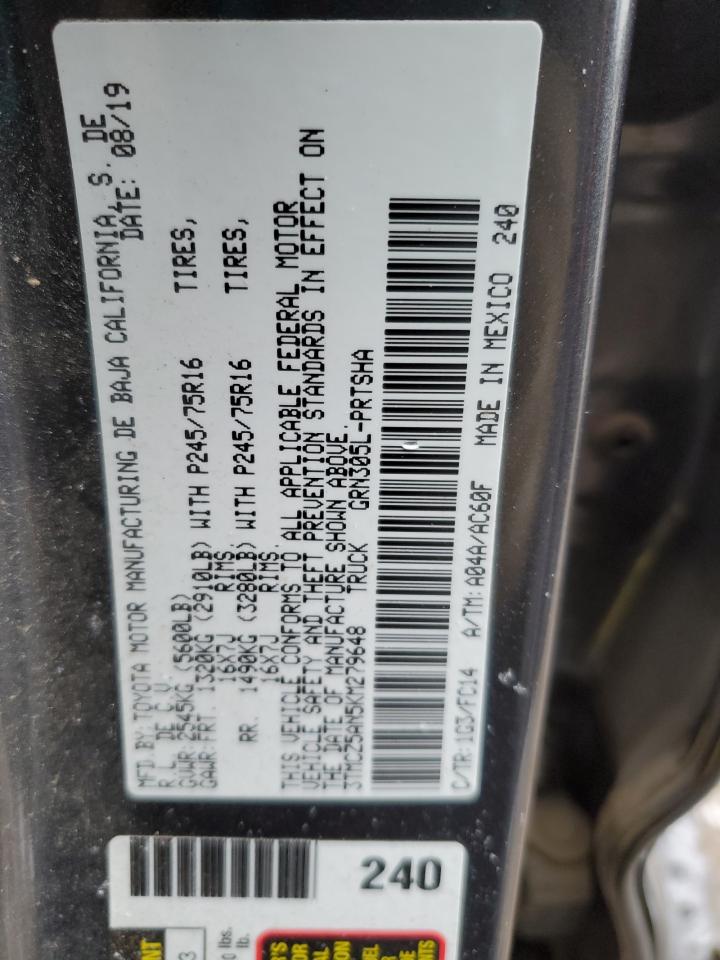 MFD.BY:TOYOTA MOTOR MANUFACTURING DE BAJA CALIFORNIA S. DE
R.L. DE C.V. DATE: 08/19
GVWR:2545KG (5600LB)
GAWR:FRT. 1320KG (2910LB) WITH P245/75R16 TIRES,
16X7J RIMS,
RR. 1490KG (3280LB) WITH P245/75R16 TIRES,
16X7J RIMS.
THIS VEHICLE CONFORMS TO ALL APPLICABLE FEDERAL MOTOR
VEHICLE SAFETY AND THEFT PREVENTION STANDARDS IN EFFECT ON
THE DATE OF MANUFACTURE SHOWN ABOVE.
3TMCZ5AN5KM279648 TRUCK GRN305L-PRTSHA
C/TR:1G3/FC14 A/TM:A04A/AC60F MADE IN MEXICO 240
240